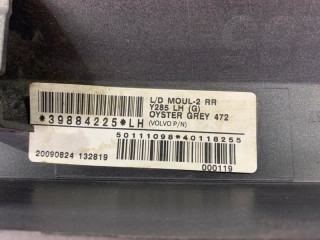 L/D MOUL-2 RR
Y285 LH (G)
OYSTER GREY 472
*39884225*LH (VOLVO P/N)
50111098*40118255
20090824 132819
000119